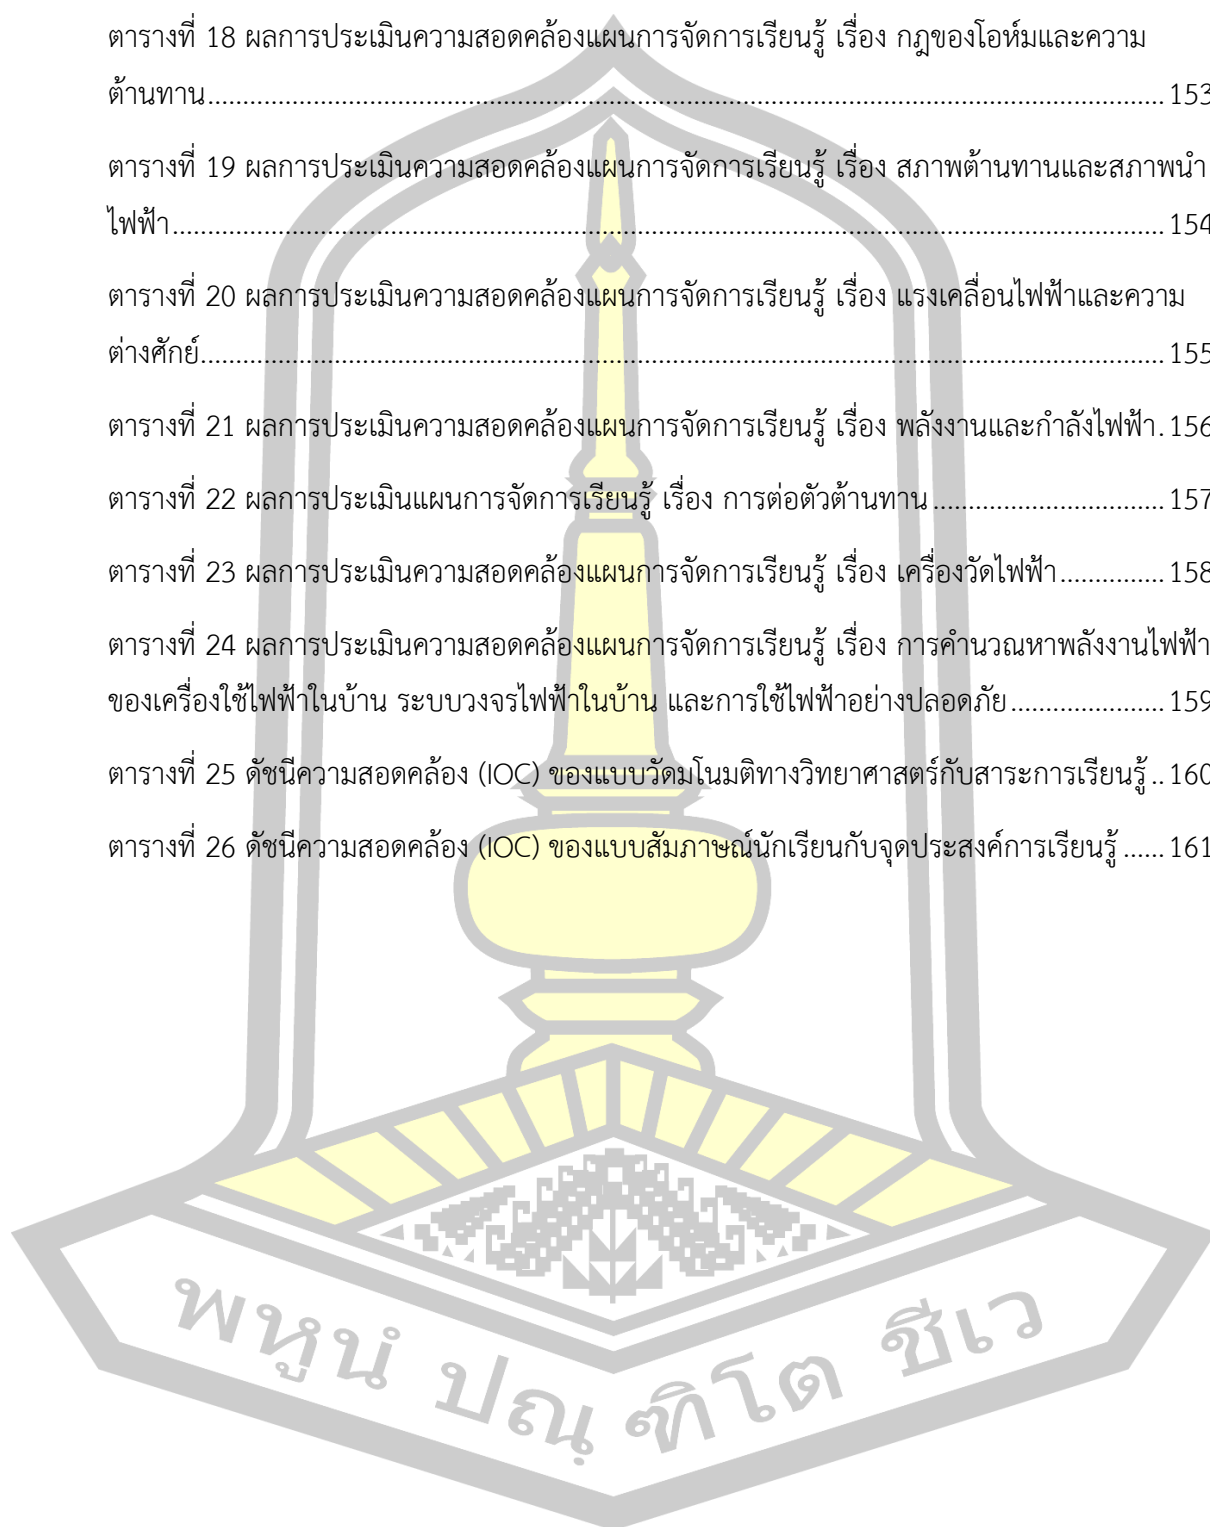 ตารางที่ 18 ผลการประเมินความสอดคล้องแผนการจัดการเรียนรู้ เรื่อง กฎของโอห์มและความ
ต้านทาน.......................................................................................................................................... 153
ตารางที่ 19 ผลการประเมินความสอดคล้องแผนการจัดการเรียนรู้ เรื่อง สภาพต้านทานและสภาพนำ
ไฟฟ้า............................................................................................................................................... 154
ตารางที่ 20 ผลการประเมินความสอดคล้องแผนการจัดการเรียนรู้ เรื่อง แรงเคลื่อนไฟฟ้าและความ
ต่างศักย์........................................................................................................................................... 155
ตารางที่ 21 ผลการประเมินความสอดคล้องแผนการจัดการเรียนรู้ เรื่อง พลังงานและกำลังไฟฟ้า. 156
ตารางที่ 22 ผลการประเมินแผนการจัดการเรียนรู้ เรื่อง การต่อตัวต้านทาน ................................. 157
ตารางที่ 23 ผลการประเมินความสอดคล้องแผนการจัดการเรียนรู้ เรื่อง เครื่องวัดไฟฟ้า............... 158
ตารางที่ 24 ผลการประเมินความสอดคล้องแผนการจัดการเรียนรู้ เรื่อง การคำนวณหาพลังงานไฟฟ้า
ของเครื่องใช้ไฟฟ้าในบ้าน ระบบวงจรไฟฟ้าในบ้าน และการใช้ไฟฟ้าอย่างปลอดภัย ...................... 159
ตารางที่ 25 ดัชนีความสอดคล้อง (IOC) ของแบบวัดมโนมติทางวิทยาศาสตร์กับสาระการเรียนรู้ .. 160
ตารางที่ 26 ดัชนีความสอดคล้อง (IOC) ของแบบสัมภาษณ์นักเรียนกับจุดประสงค์การเรียนรู้ ...... 161
พหูนํ ปณฺฑิโต ชีเว